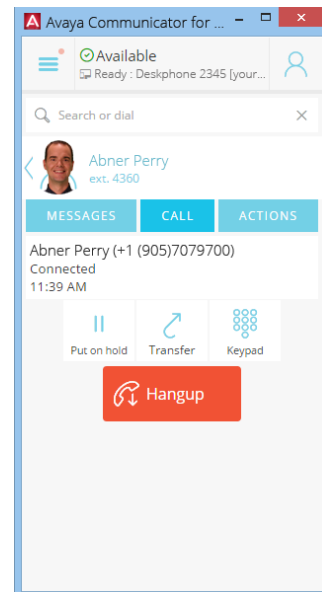 Avaya Communicator for ...
Available
Ready : Deskphone 2345 [your...
Search or dial
Abner Perry
ext. 4360
MESSAGES CALL ACTIONS
Abner Perry (+1 (905)7079700)
Connected
11:39 AM
Put on hold Transfer Keypad
Hangup